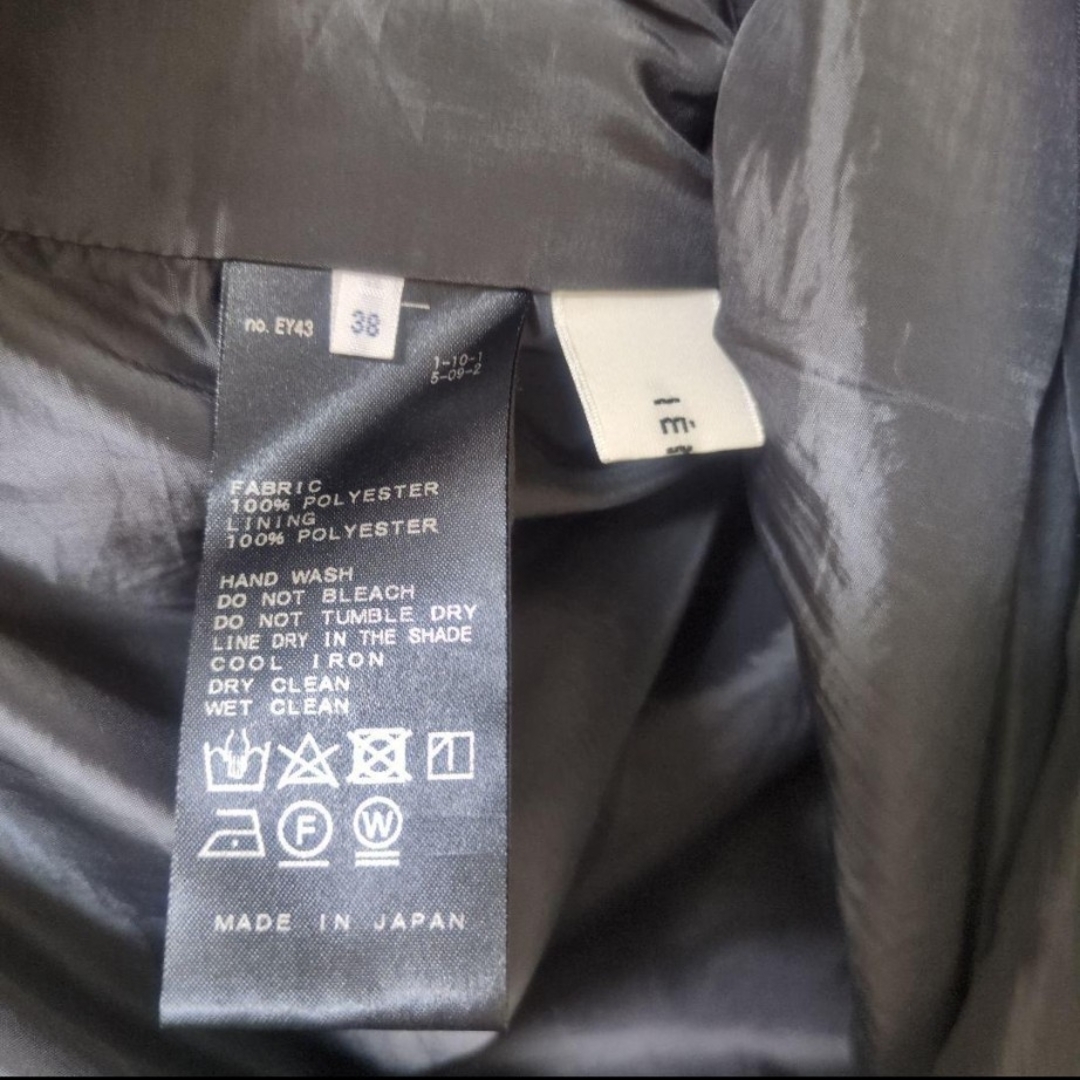 no. EY43
38
1-10-1
5-09-2
FABRIC
100% POLYESTER
LINING
100% POLYESTER
HAND WASH
DO NOT BLEACH
DO NOT TUMBLE DRY
LINE DRY IN THE SHADE
COOL IRON
DRY CLEAN
WET CLEAN
F W
MADE IN JAPAN